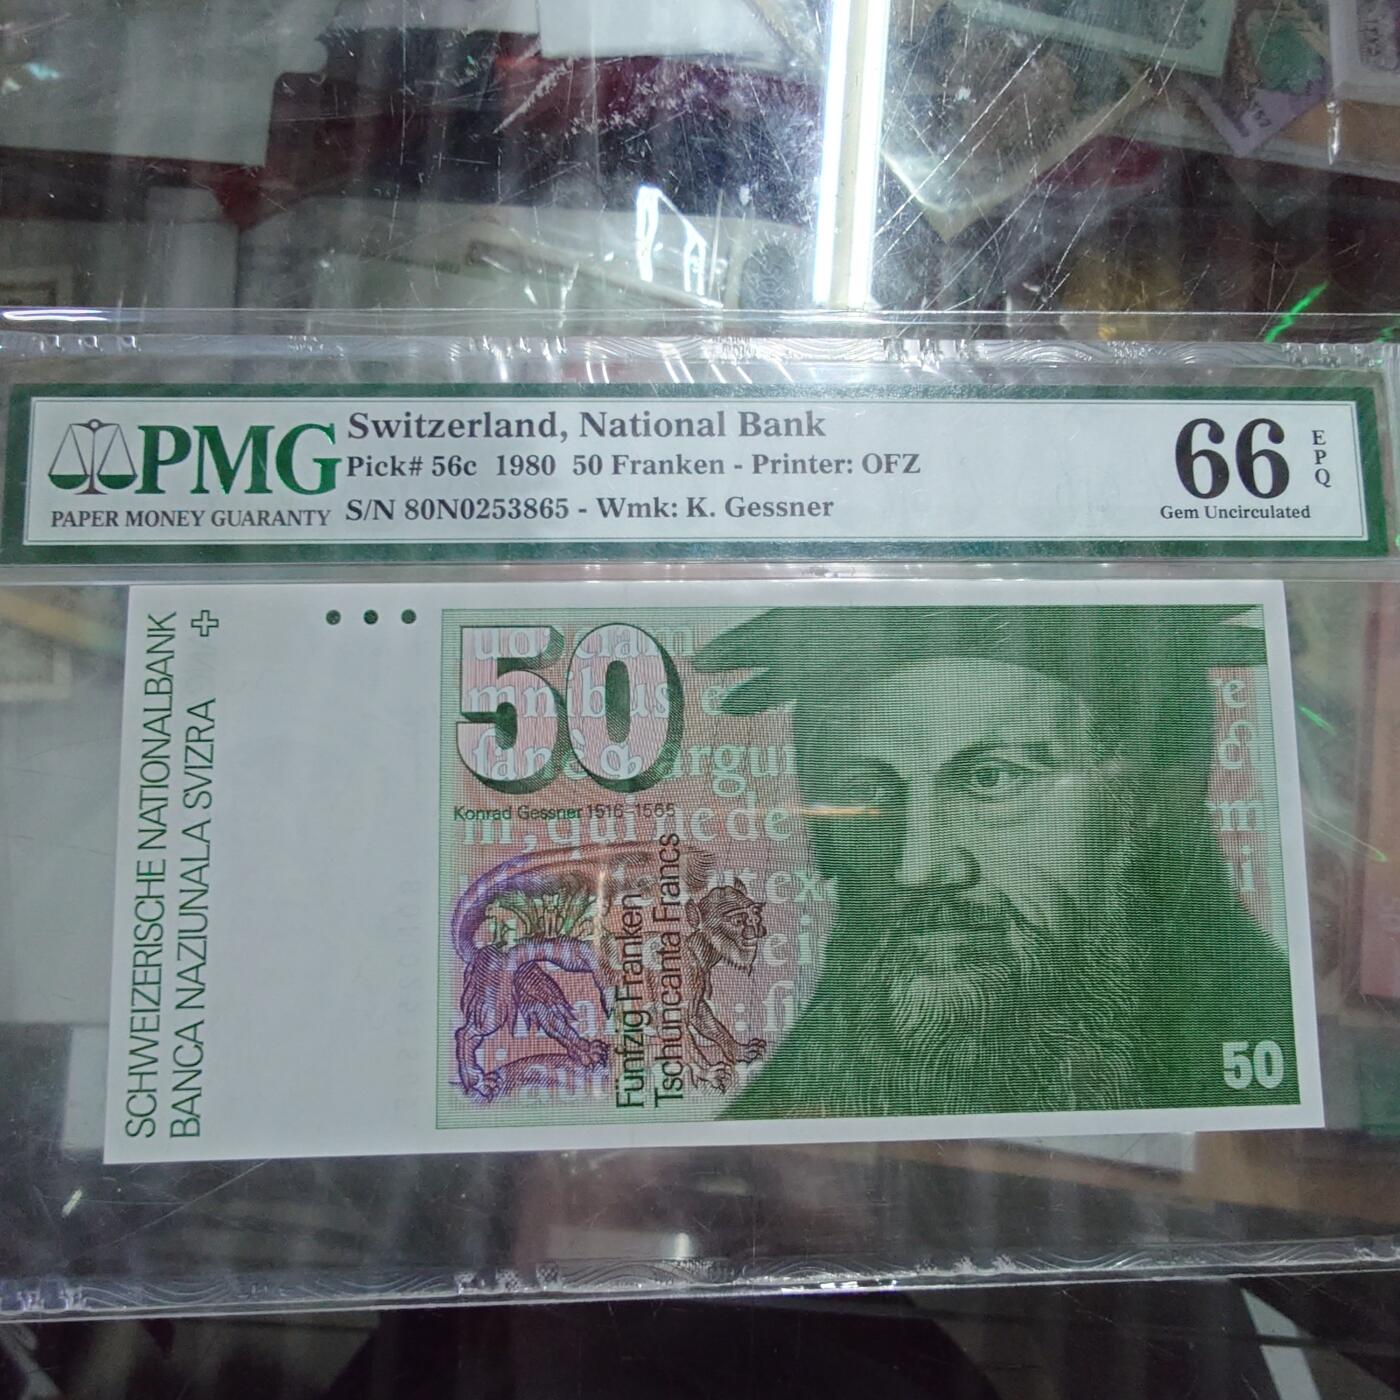 PMG
PAPER MONEY GUARANTY
Switzerland, National Bank
Pick# 56c 1980 50 Franken - Printer: OFZ
S/N 80N0253865 - Wmk: K. Gessner
66
EPQ
Gem Uncirculated
SCHWEIZERISCHE NATIONALBANK
BANCA NAZIUNALA SVIZRA
50
Konrad Gessner 1516-1565
Fünfzig Franken
Tschuncanta Francs
50